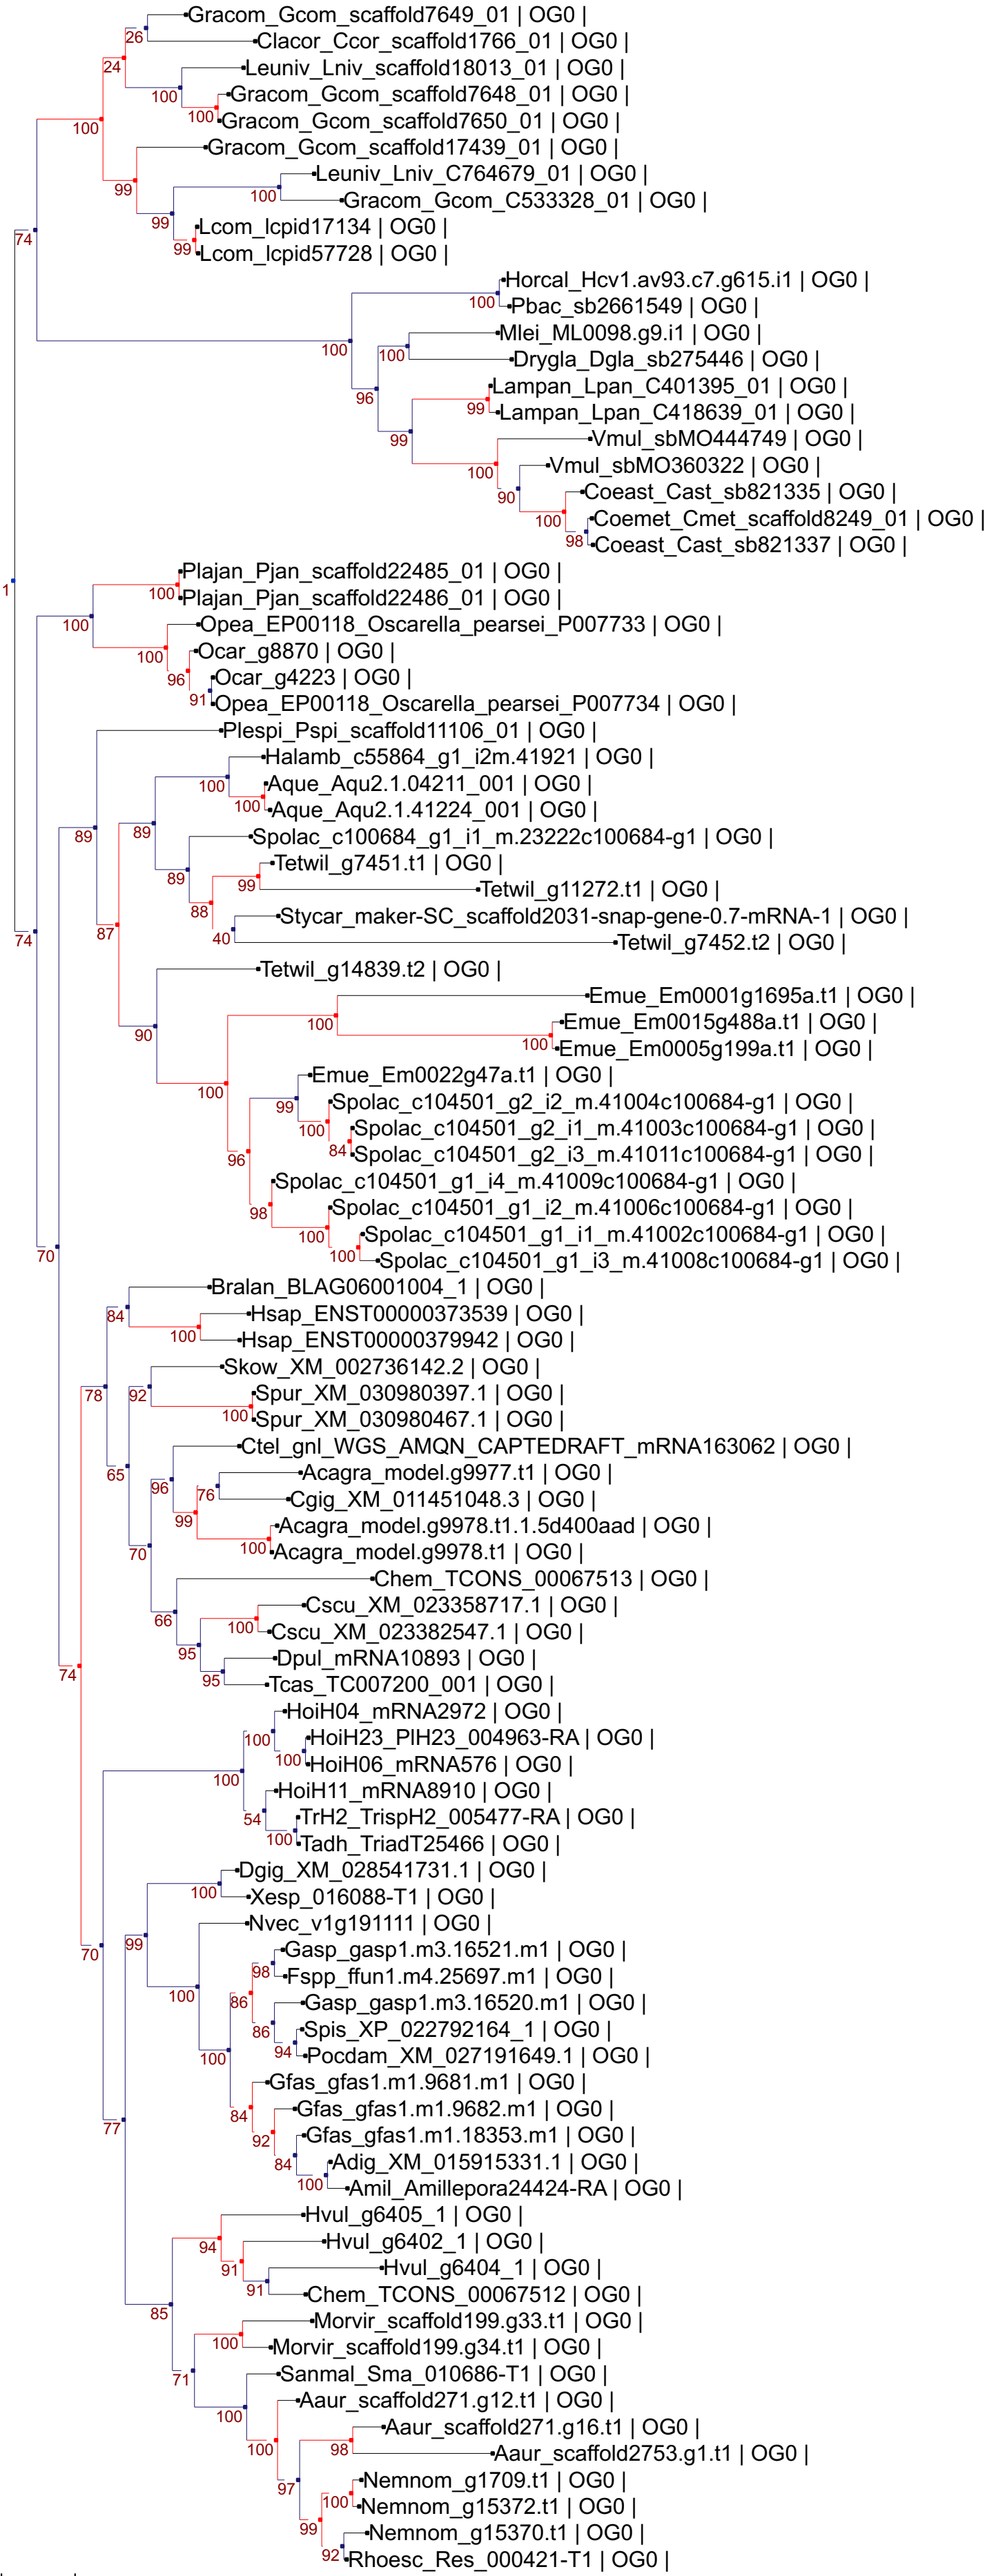 Gracom_Gcom_scaffold7649_01 | OG0 |
26
Clacor_Ccor_scaffold1766_01 | OG0 |
24
Leuniv_Lniv_scaffold18013_01 | OG0 |
100
Gracom_Gcom_scaffold7648_01 | OG0 |
100
Gracom_Gcom_scaffold7650_01 | OG0 |
100
Gracom_Gcom_scaffold17439_01 | OG0 |
99
Leuniv_Lniv_C764679_01 | OG0 |
100
Gracom_Gcom_C533328_01 | OG0 |
99
Lcom_lcpid17134 | OG0 |
99
Lcom_lcpid57728 | OG0 |
74
Horcal_Hcv1.av93.c7.g615.i1 | OG0 |
100
Pbac_sb2661549 | OG0 |
100
Mlei_ML0098.g9.i1 | OG0 |
100
Drygla_Dgla_sb275446 | OG0 |
96
Lampan_Lpan_C401395_01 | OG0 |
99
Lampan_Lpan_C418639_01 | OG0 |
99
Vmul_sbMO444749 | OG0 |
100
Vmul_sbMO360322 | OG0 |
90
Coeast_Cast_sb821335 | OG0 |
100
Coemet_Cmet_scaffold8249_01 | OG0 |
98
Coeast_Cast_sb821337 | OG0 |
1
Plajan_Pjan_scaffold22485_01 | OG0 |
100
Plajan_Pjan_scaffold22486_01 | OG0 |
100
Opea_EP00118_Oscarella_pearsei_P007733 | OG0 |
100
Ocar_g8870 | OG0 |
96
Ocar_g4223 | OG0 |
91
Opea_EP00118_Oscarella_pearsei_P007734 | OG0 |
Plespi_Pspi_scaffold11106_01 | OG0 |
Halamb_c55864_g1_i2m.41921 | OG0 |
100
Aque_Aqu2.1.04211_001 | OG0 |
100
Aque_Aqu2.1.41224_001 | OG0 |
89
89
Spolac_c100684_g1_i1_m.23222c100684-g1 | OG0 |
89
Tetwil_g7451.t1 | OG0 |
99
Tetwil_g11272.t1 | OG0 |
88
Stycar_maker-SC_scaffold2031-snap-gene-0.7-mRNA-1 | OG0 |
40
Tetwil_g7452.t2 | OG0 |
74
87
Tetwil_g14839.t2 | OG0 |
90
Emue_Em0001g1695a.t1 | OG0 |
100
Emue_Em0015g488a.t1 | OG0 |
100
Emue_Em0005g199a.t1 | OG0 |
100
Emue_Em0022g47a.t1 | OG0 |
99
Spolac_c104501_g2_i2_m.41004c100684-g1 | OG0 |
100
Spolac_c104501_g2_i1_m.41003c100684-g1 | OG0 |
84
Spolac_c104501_g2_i3_m.41011c100684-g1 | OG0 |
96
Spolac_c104501_g1_i4_m.41009c100684-g1 | OG0 |
98
Spolac_c104501_g1_i2_m.41006c100684-g1 | OG0 |
100
Spolac_c104501_g1_i1_m.41002c100684-g1 | OG0 |
100
Spolac_c104501_g1_i3_m.41008c100684-g1 | OG0 |
70
Bralan_BLAG06001004_1 | OG0 |
84
Hsap_ENST00000373539 | OG0 |
100
Hsap_ENST00000379942 | OG0 |
78
Skow_XM_002736142.2 | OG0 |
92
Spur_XM_030980397.1 | OG0 |
100
Spur_XM_030980467.1 | OG0 |
65
Ctel_gnl_WGS_AMQN_CAPTEDRAFT_mRNA163062 | OG0 |
96
Acagra_model.g9977.t1 | OG0 |
76
Cgig_XM_011451048.3 | OG0 |
99
Acagra_model.g9978.t1.1.5d400aad | OG0 |
100
Acagra_model.g9978.t1 | OG0 |
70
Chem_TCONS_00067513 | OG0 |
66
Cscu_XM_023358717.1 | OG0 |
100
Cscu_XM_023382547.1 | OG0 |
95
Dpul_mRNA10893 | OG0 |
95
Tcas_TC007200_001 | OG0 |
74
HoiH04_mRNA2972 | OG0 |
100
HoiH23_PIH23_004963-RA | OG0 |
100
HoiH06_mRNA576 | OG0 |
100
HoiH11_mRNA8910 | OG0 |
54
TrH2_TrispH2_005477-RA | OG0 |
100
Tadh_TriadT25466 | OG0 |
Dgig_XM_028541731.1 | OG0 |
100
Xesp_016088-T1 | OG0 |
70
99
Nvec_v1g191111 | OG0 |
100
Gasp_gasp1.m3.16521.m1 | OG0 |
98
Fspp_ffun1.m4.25697.m1 | OG0 |
86
Gasp_gasp1.m3.16520.m1 | OG0 |
86
Spis_XP_022792164_1 | OG0 |
94
Pocdam_XM_027191649.1 | OG0 |
100
Gfas_gfas1.m1.9681.m1 | OG0 |
84
Gfas_gfas1.m1.9682.m1 | OG0 |
92
Gfas_gfas1.m1.18353.m1 | OG0 |
84
Adig_XM_015915331.1 | OG0 |
100
Amil_Amillepora24424-RA | OG0 |
77
Hvul_g6405_1 | OG0 |
94
Hvul_g6402_1 | OG0 |
91
Hvul_g6404_1 | OG0 |
91
Chem_TCONS_00067512 | OG0 |
85
Morvir_scaffold199.g33.t1 | OG0 |
100
Morvir_scaffold199.g34.t1 | OG0 |
71
Sanmal_Sma_010686-T1 | OG0 |
100
Aaur_scaffold271.g12.t1 | OG0 |
100
Aaur_scaffold271.g16.t1 | OG0 |
98
Aaur_scaffold2753.g1.t1 | OG0 |
97
Nemnom_g1709.t1 | OG0 |
100
Nemnom_g15372.t1 | OG0 |
99
Nemnom_g15370.t1 | OG0 |
92
Rhoesc_Res_000421-T1 | OG0 |